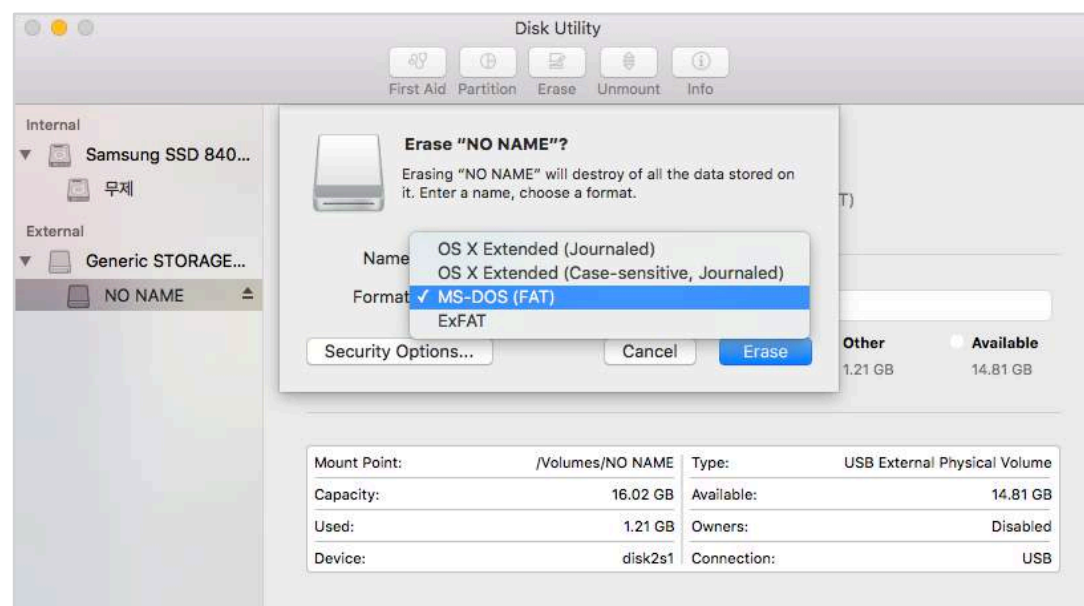 Disk Utility
First Aid Partition Erase Unmount Info
Internal
Samsung SSD 840...
무제
External
Generic STORAGE...
NO NAME
Erase “NO NAME”?
Erasing “NO NAME” will destroy of all the data stored on
it. Enter a name, choose a format.
T)
Name
OS X Extended (Journaled)
OS X Extended (Case-sensitive, Journaled)
Format ✓ MS-DOS (FAT)
ExFAT
Security Options... Cancel Erase
Other Available
1.21 GB 14.81 GB
Mount Point: /Volumes/NO NAME Type: USB External Physical Volume
Capacity: 16.02 GB Available: 14.81 GB
Used: 1.21 GB Owners: Disabled
Device: disk2s1 Connection: USB